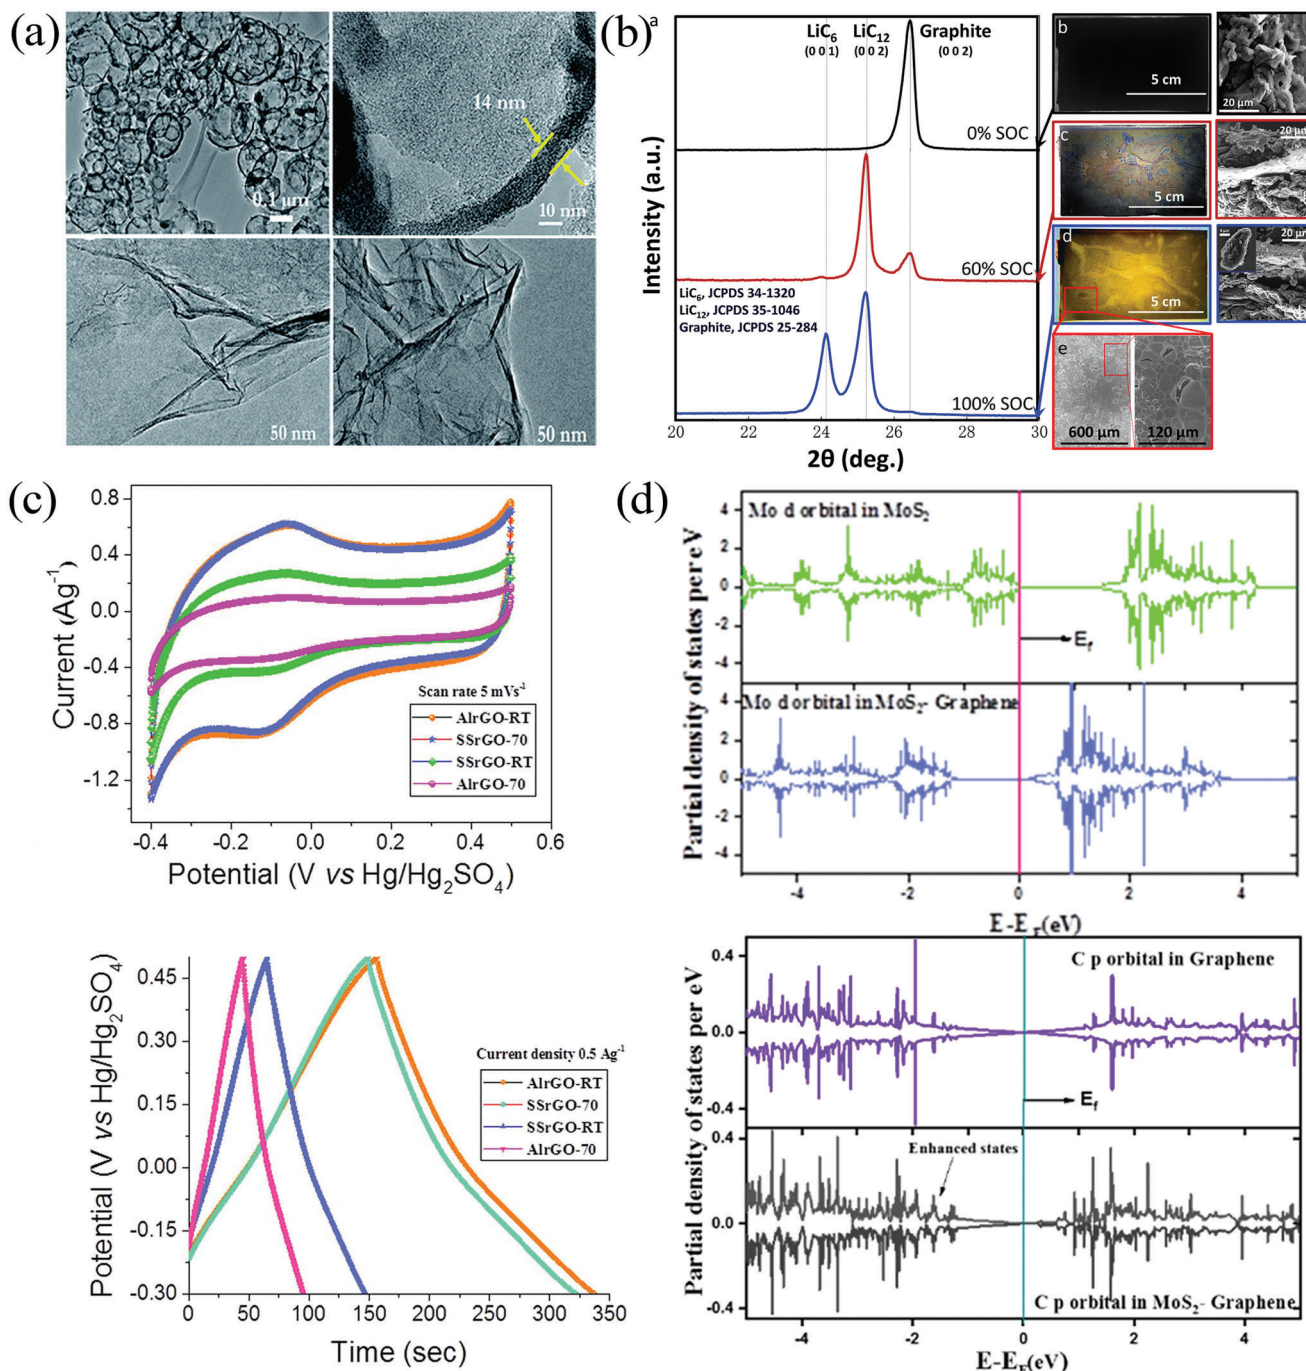 (a)
0.1 μm
14 nm
10 nm
50 nm
50 nm
(b)
a
LiC₆
(0 0 1)
LiC₁₂
(0 0 2)
Graphite
(0 0 2)
0% SOC
60% SOC
100% SOC
LiC₆, JCPDS 34-1320
LiC₁₂, JCPDS 35-1046
Graphite, JCPDS 25-284
Intensity (a.u.)
20 22 24 26 28 30
2θ (deg.)
b
5 cm
20 μm
c
5 cm
20 μm
d
5 cm
20 μm
e
600 μm
120 μm
(c)
Current (Ag⁻¹)
0.8
0.4
0.0
-0.4
-0.8
-1.2
Scan rate 5 mVs⁻¹
AlrGO-RT
SSrGO-70
SSrGO-RT
AlrGO-70
-0.4 -0.2 0.0 0.2 0.4 0.6
Potential (V vs Hg/Hg₂SO₄)
Potential (V vs Hg/Hg₂SO₄)
0.45
0.30
0.15
0.00
-0.15
-0.30
Current density 0.5 Ag⁻¹
AlrGO-RT
SSrGO-70
SSrGO-RT
AlrGO-70
0 50 100 150 200 250 300 350
Time (sec)
(d)
Partial density of states per eV
Mo d orbital in MoS₂
4
2
0
-2
-4
E_f
Mo d orbital in MoS₂- Graphene
4
2
0
-2
-4
-4 -2 0 2 4
E-E_F(eV)
Partial density of states per eV
C p orbital in Graphene
0.4
0.0
-0.4
E_f
Enhanced states
0.4
0.0
-0.4
C p orbital in MoS₂- Graphene
-4 -2 0 2 4
E-E_F(eV)